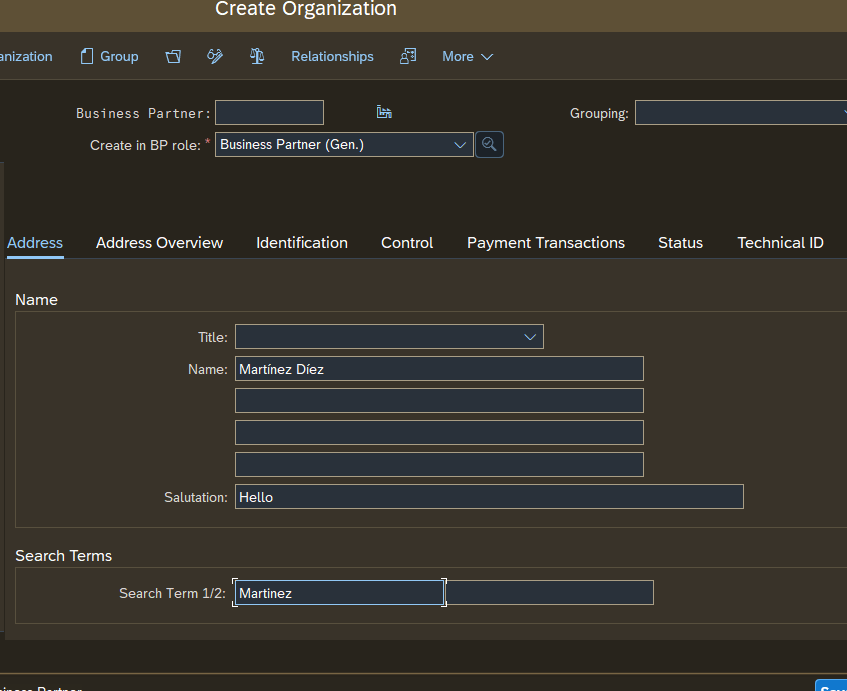 Create Organization
Group Relationships More
Business Partner: Grouping:
Create in BP role: * Business Partner (Gen.)
Address Address Overview Identification Control Payment Transactions Status Technical ID
Name
Title:
Name: Martínez Díez
Salutation: Hello
Search Terms
Search Term 1/2: Martinez
Partner